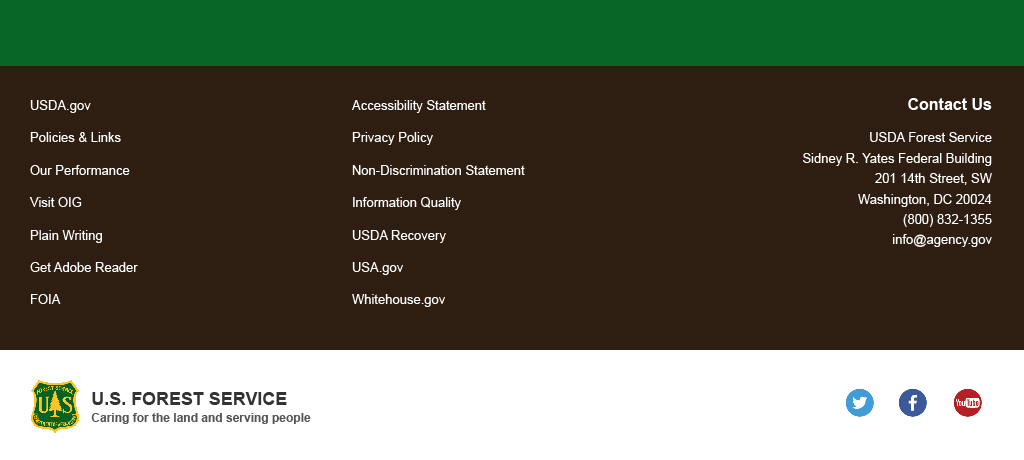 USDA.gov
Policies & Links
Our Performance
Visit OIG
Plain Writing
Get Adobe Reader
FOIA
Accessibility Statement
Privacy Policy
Non-Discrimination Statement
Information Quality
USDA Recovery
USA.gov
Whitehouse.gov
Contact Us
USDA Forest Service
Sidney R. Yates Federal Building
201 14th Street, SW
Washington, DC 20024
(800) 832-1355
info@agency.gov
FOREST SERVICE
US
U.S. FOREST SERVICE
Caring for the land and serving people
YouTube